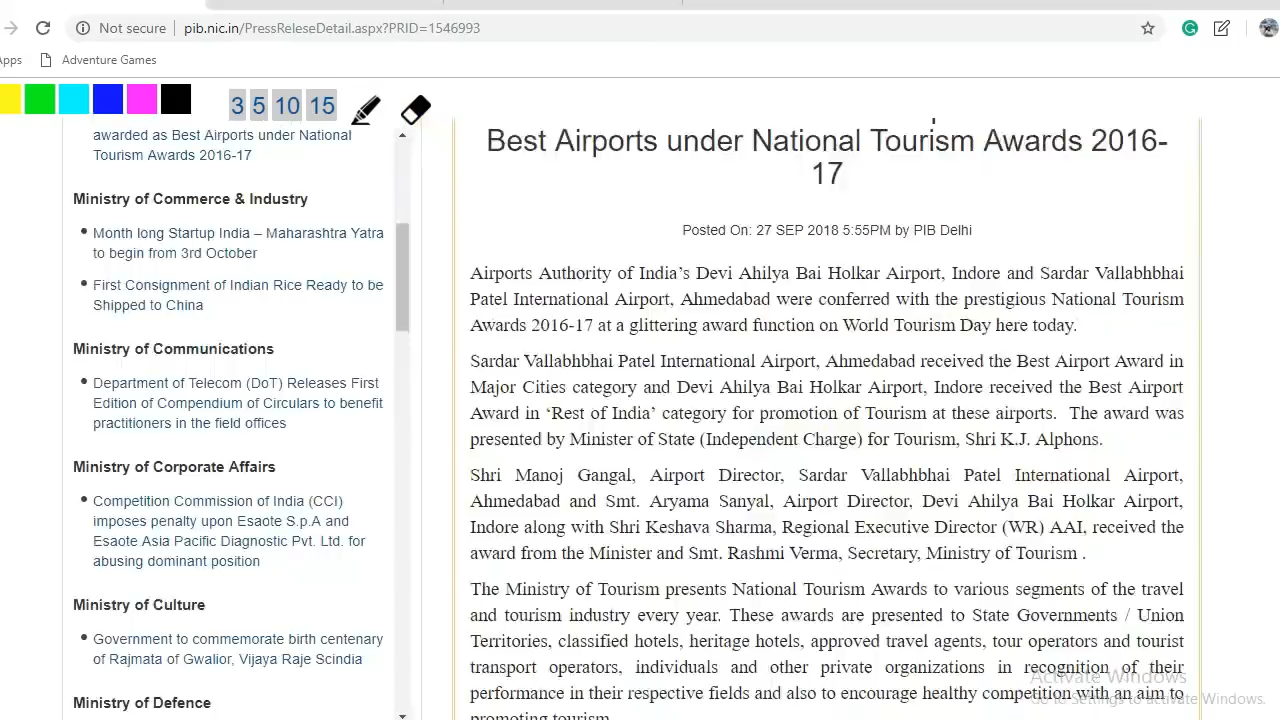 Not secure
pib.nic.in/PressReleseDetail.aspx?PRID=1546993
Apps
Adventure Games
3 5 10 15
awarded as Best Airports under National
Tourism Awards 2016-17
Ministry of Commerce & Industry
Month long Startup India – Maharashtra Yatra
to begin from 3rd October
First Consignment of Indian Rice Ready to be
Shipped to China
Ministry of Communications
Department of Telecom (DoT) Releases First
Edition of Compendium of Circulars to benefit
practitioners in the field offices
Ministry of Corporate Affairs
Competition Commission of India (CCI)
imposes penalty upon Esaote S.p.A and
Esaote Asia Pacific Diagnostic Pvt. Ltd. for
abusing dominant position
Ministry of Culture
Government to commemorate birth centenary
of Rajmata of Gwalior, Vijaya Raje Scindia
Ministry of Defence
Best Airports under National Tourism Awards 2016-
17
Posted On: 27 SEP 2018 5:55PM by PIB Delhi
Airports Authority of India’s Devi Ahilya Bai Holkar Airport, Indore and Sardar Vallabhbhai
Patel International Airport, Ahmedabad were conferred with the prestigious National Tourism
Awards 2016-17 at a glittering award function on World Tourism Day here today.
Sardar Vallabhbhai Patel International Airport, Ahmedabad received the Best Airport Award in
Major Cities category and Devi Ahilya Bai Holkar Airport, Indore received the Best Airport
Award in ‘Rest of India’ category for promotion of Tourism at these airports.  The award was
presented by Minister of State (Independent Charge) for Tourism, Shri K.J. Alphons.
Shri Manoj Gangal, Airport Director, Sardar Vallabhbhai Patel International Airport,
Ahmedabad and Smt. Aryama Sanyal, Airport Director, Devi Ahilya Bai Holkar Airport,
Indore along with Shri Keshava Sharma, Regional Executive Director (WR) AAI, received the
award from the Minister and Smt. Rashmi Verma, Secretary, Ministry of Tourism .
The Ministry of Tourism presents National Tourism Awards to various segments of the travel
and tourism industry every year. These awards are presented to State Governments / Union
Territories, classified hotels, heritage hotels, approved travel agents, tour operators and tourist
transport operators, individuals and other private organizations in recognition of their
performance in their respective fields and also to encourage healthy competition with an aim to
promoting tourism.
Activate Windows
Go to Settings to activate Windows.